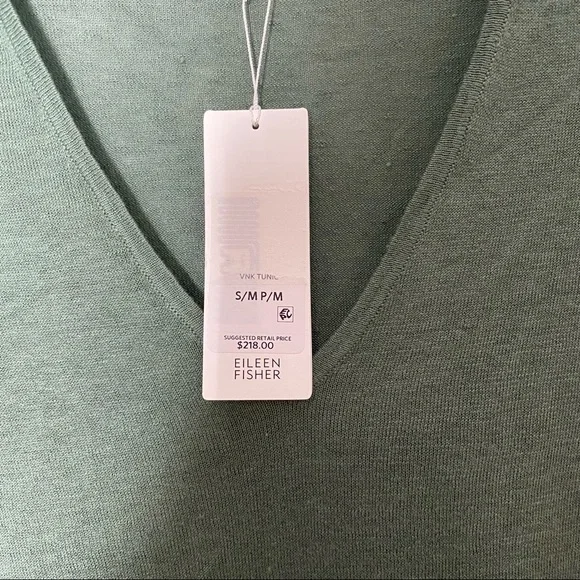 VNK TUNIC
S/M P/M
SUGGESTED RETAIL PRICE
$218.00
EILEEN
FISHER